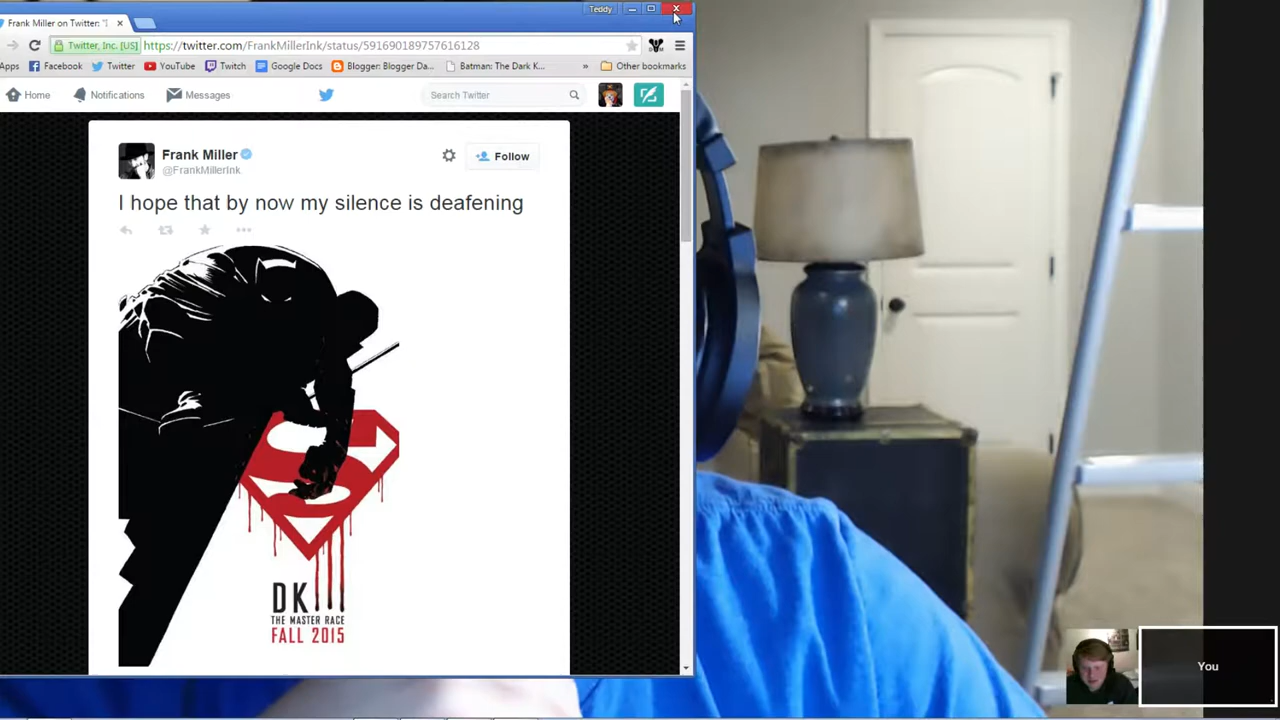 Teddy
Frank Miller on Twitter: "I
Twitter, Inc. [US] https://twitter.com/FrankMillerInk/status/591690189757616128
Apps Facebook Twitter YouTube Twitch Google Docs Blogger: Blogger Da... Batman: The Dark K... » Other bookmarks
Home Notifications Messages Search Twitter
Frank Miller
@FrankMillerInk
Follow
I hope that by now my silence is deafening
S
DKIII
THE MASTER RACE
FALL 2015
You